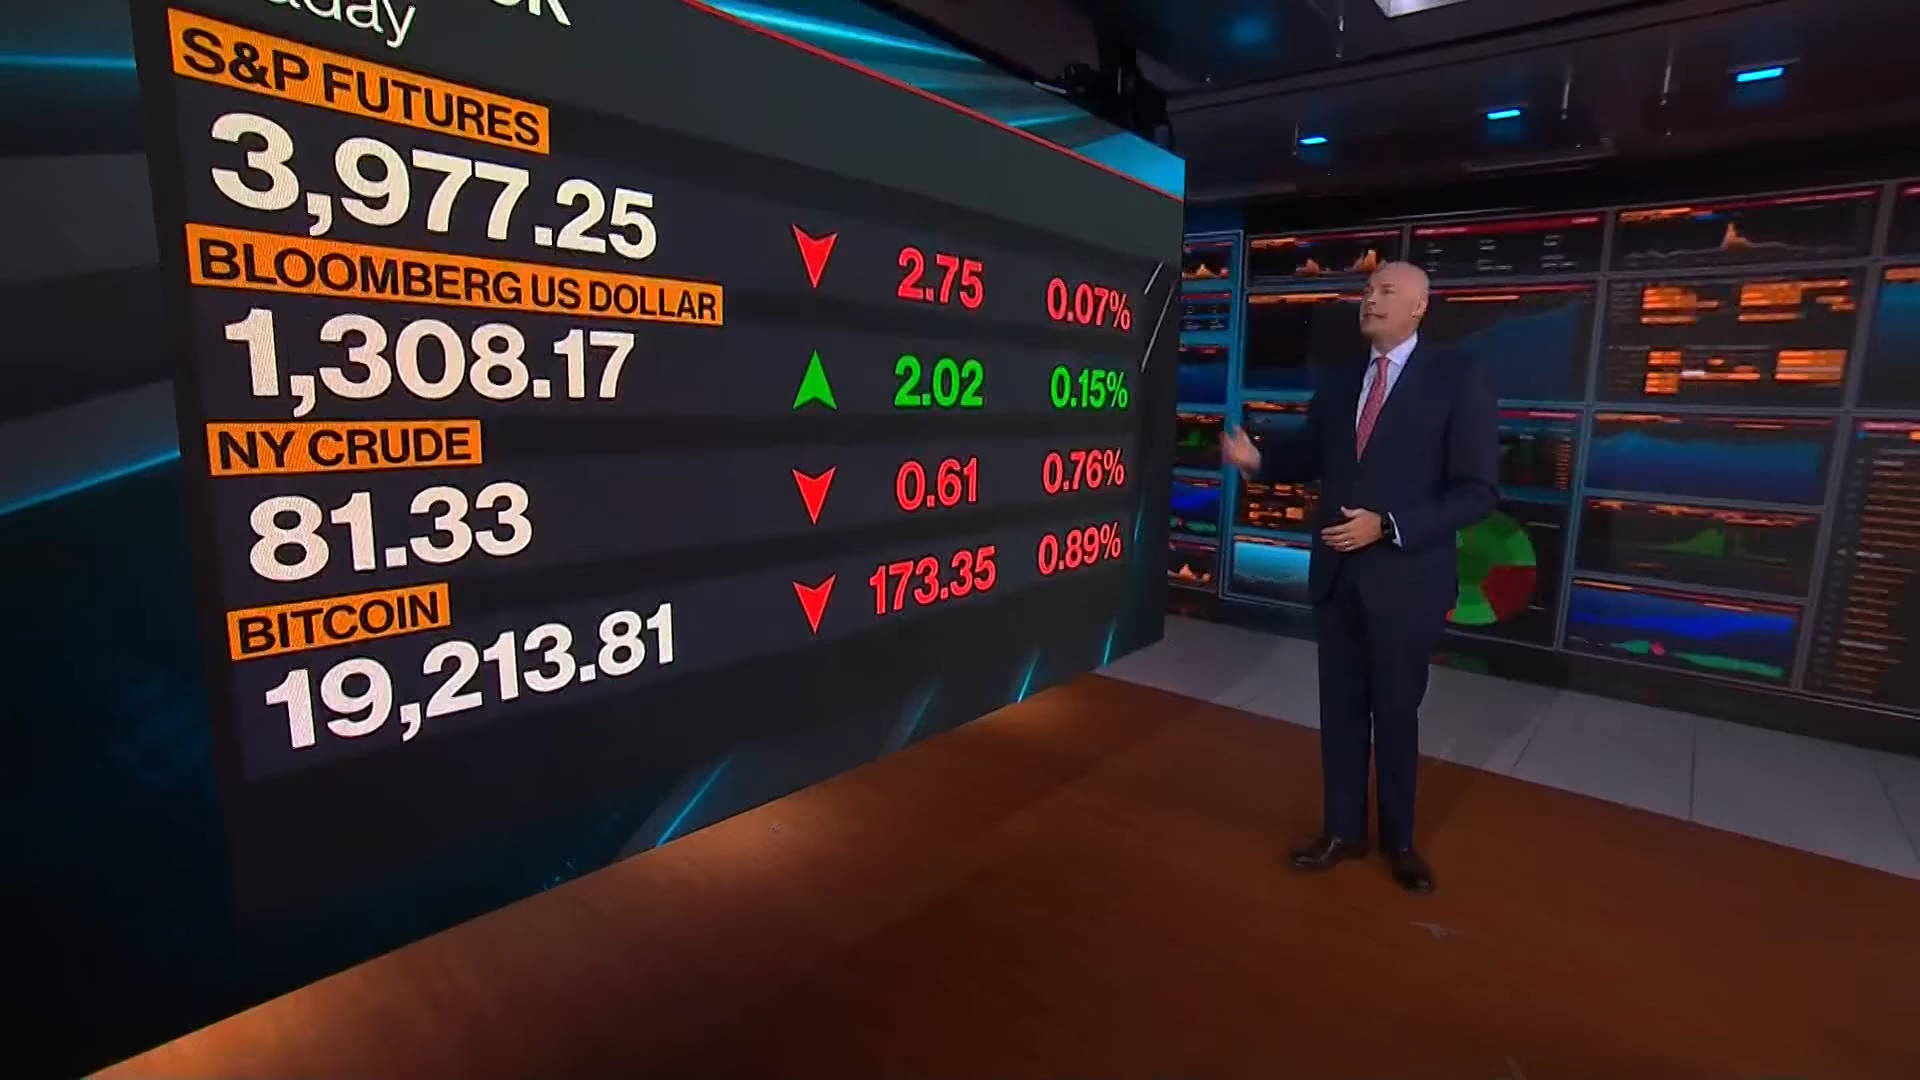 S&P FUTURES
3,977.25 2.75 0.07%
BLOOMBERG US DOLLAR
1,308.17 2.02 0.15%
NY CRUDE
81.33 0.61 0.76%
BITCOIN
19,213.81 173.35 0.89%